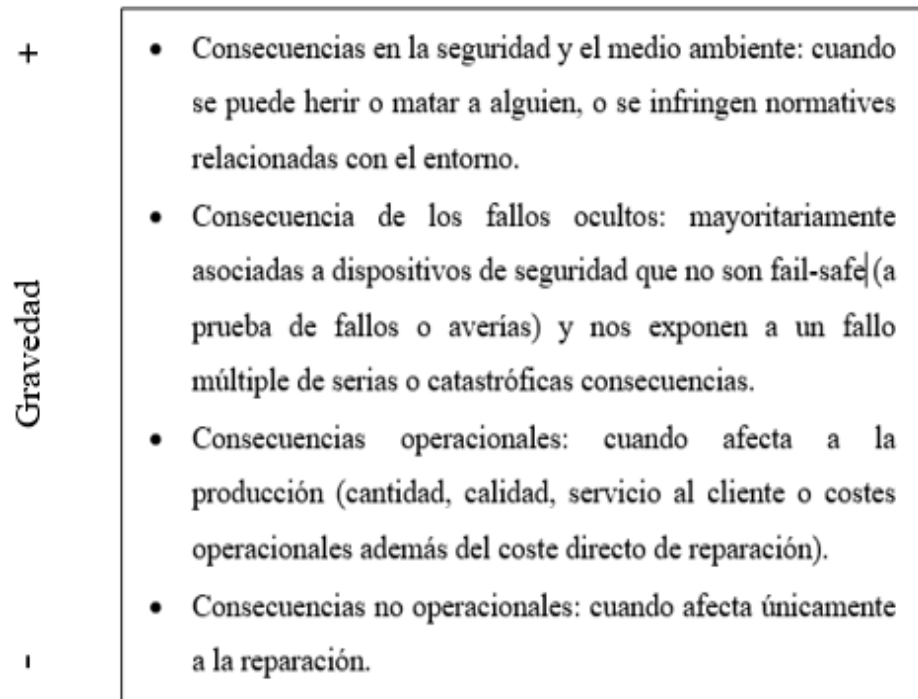 +
Gravedad
-
• Consecuencias en la seguridad y el medio ambiente: cuando
se puede herir o matar a alguien, o se infringen normatives
relacionadas con el entorno.
• Consecuencia de los fallos ocultos: mayoritariamente
asociadas a dispositivos de seguridad que no son fail-safe (a
prueba de fallos o averías) y nos exponen a un fallo
múltiple de serias o catastróficas consecuencias.
• Consecuencias operacionales: cuando afecta a la
producción (cantidad, calidad, servicio al cliente o costes
operacionales además del coste directo de reparación).
• Consecuencias no operacionales: cuando afecta únicamente
a la reparación.